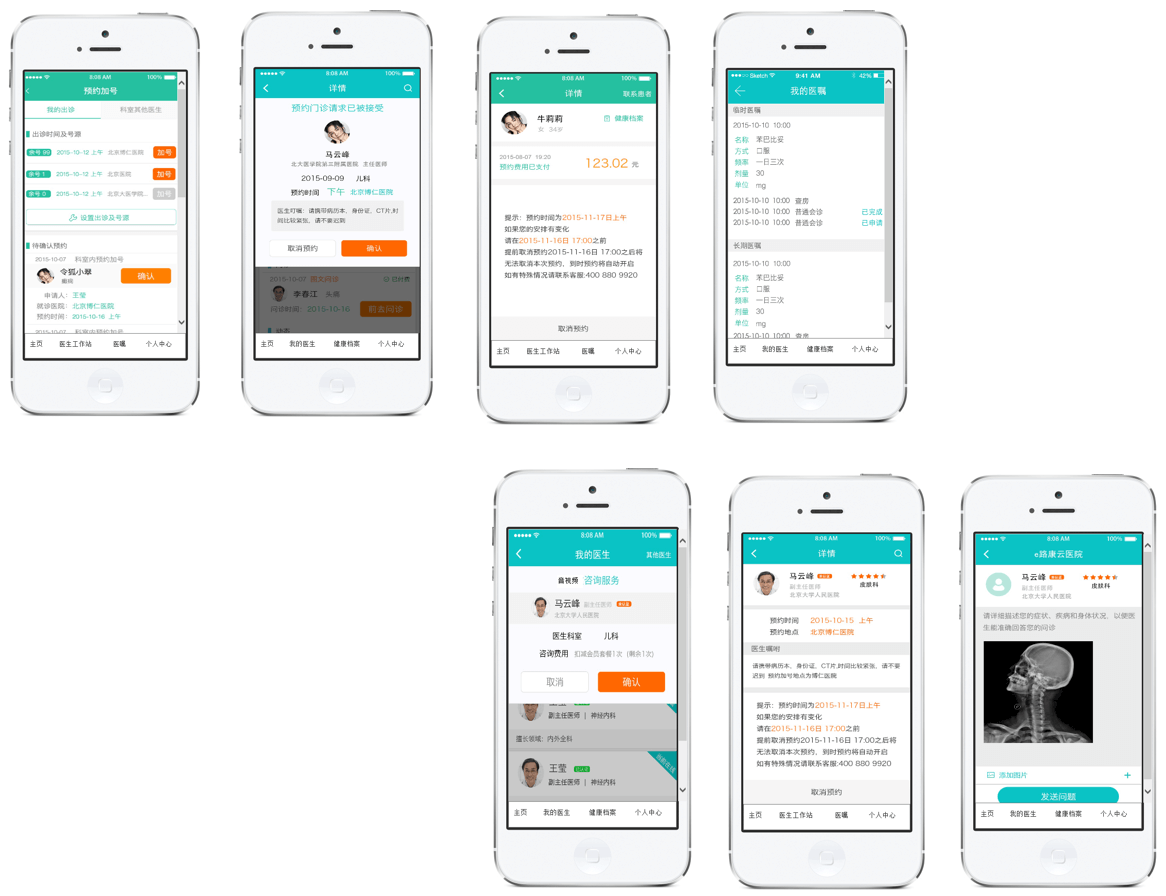 8:08 AM
100%
预约加号
我的出诊
科室其他医生
出诊时间及号源
余号 99 2015-10-12 上午 北京博仁医院 加号
余号 1 2015-10-12 上午 北京医院 加号
余号 0 2015-10-12 上午 北京大医学院... 加号
设置出诊及号源
待确认预约
2015-10-07 科室内预约加号
令狐小翠
确认
申请人: 王莹
就诊医院: 北京博仁医院
预约时间: 2015-10-16 上午
2015-10-07 科室内预约加号
主页 医生工作站 医嘱 个人中心
8:08 AM
100%
详情
预约门诊请求已被接受
马云峰
北大医学院第三附属医院 主任医师
2015-09-09 儿科
预约时间 下午 北京博仁医院
医生叮嘱: 请携带病历本、身份证、CT片,时
间比较紧张, 请不要迟到
取消预约 确认
2015-10-07 图文问诊
李春江 头痛
问诊时间: 2015-10-16 前去问诊
动态
主页 我的医生 健康档案 个人中心
8:08 AM
100%
详情 联系患者
牛莉莉
女 34岁
健康档案
2015-08-07 19:20
预约费用已支付
123.02 元
提示: 预约时间为2015-11-17日上午
如果您的安排有变化
请在2015-11-16日 17:00之前
提前取消预约2015-11-16日 17:00之后将
无法取消本次预约, 到时预约将自动开启
如有特殊情况请联系客服:400 880 9920
取消预约
主页 医生工作站 医嘱 个人中心
Sketch
9:41 AM
42%
我的医嘱
临时医嘱
2015-10-10 10:00
名称 苯巴比妥
方式 口服
频率 一日三次
剂量 30
单位 mg
2015-10-10 10:00 查房
2015-10-10 10:00 普通会诊 已完成
2015-10-10 10:00 普通会诊 已申请
长期医嘱
2015-10-10 10:00
名称 苯巴比妥
方式 口服
频率 一日三次
剂量 30
单位 mg
2015-10-10 10:00 查房
主页 我的医生 健康档案 个人中心
8:08 AM
100%
我的医生 其他医生
音视频 咨询服务
马云峰 副主任医师
北京大学人民医院
医生科室 儿科
咨询费用 扣减会员套餐1次 (剩余1次)
取消 确认
副主任医师 | 神经内科
擅长领域: 内外全科
王莹
副主任医师 | 神经内科
主页 我的医生 健康档案 个人中心
8:08 AM
100%
详情
马云峰
副主任医师
北京大学人民医院
皮肤科
预约时间 2015-10-15 上午
预约地点 北京博仁医院
医生嘱咐
请携带病历本、身份证、CT片,时间比较紧张、请不要
迟到 预约加号地点为博仁医院
提示: 预约时间为2015-11-17日上午
如果您的安排有变化
请在2015-11-16日 17:00之前
提前取消预约2015-11-16日 17:00之后将
无法取消本次预约, 到时预约将自动开启
如有特殊情况请联系客服:400 880 9920
取消预约
主页 医生工作站 医嘱 个人中心
8:08 AM
100%
e路康云医院
马云峰
副主任医师
北京大学人民医院
皮肤科
请详细描述您的症状、疾病和身体状况, 以便医
生能准确回答您的问诊
添加图片 +
发送问题
主页 我的医生 健康档案 个人中心